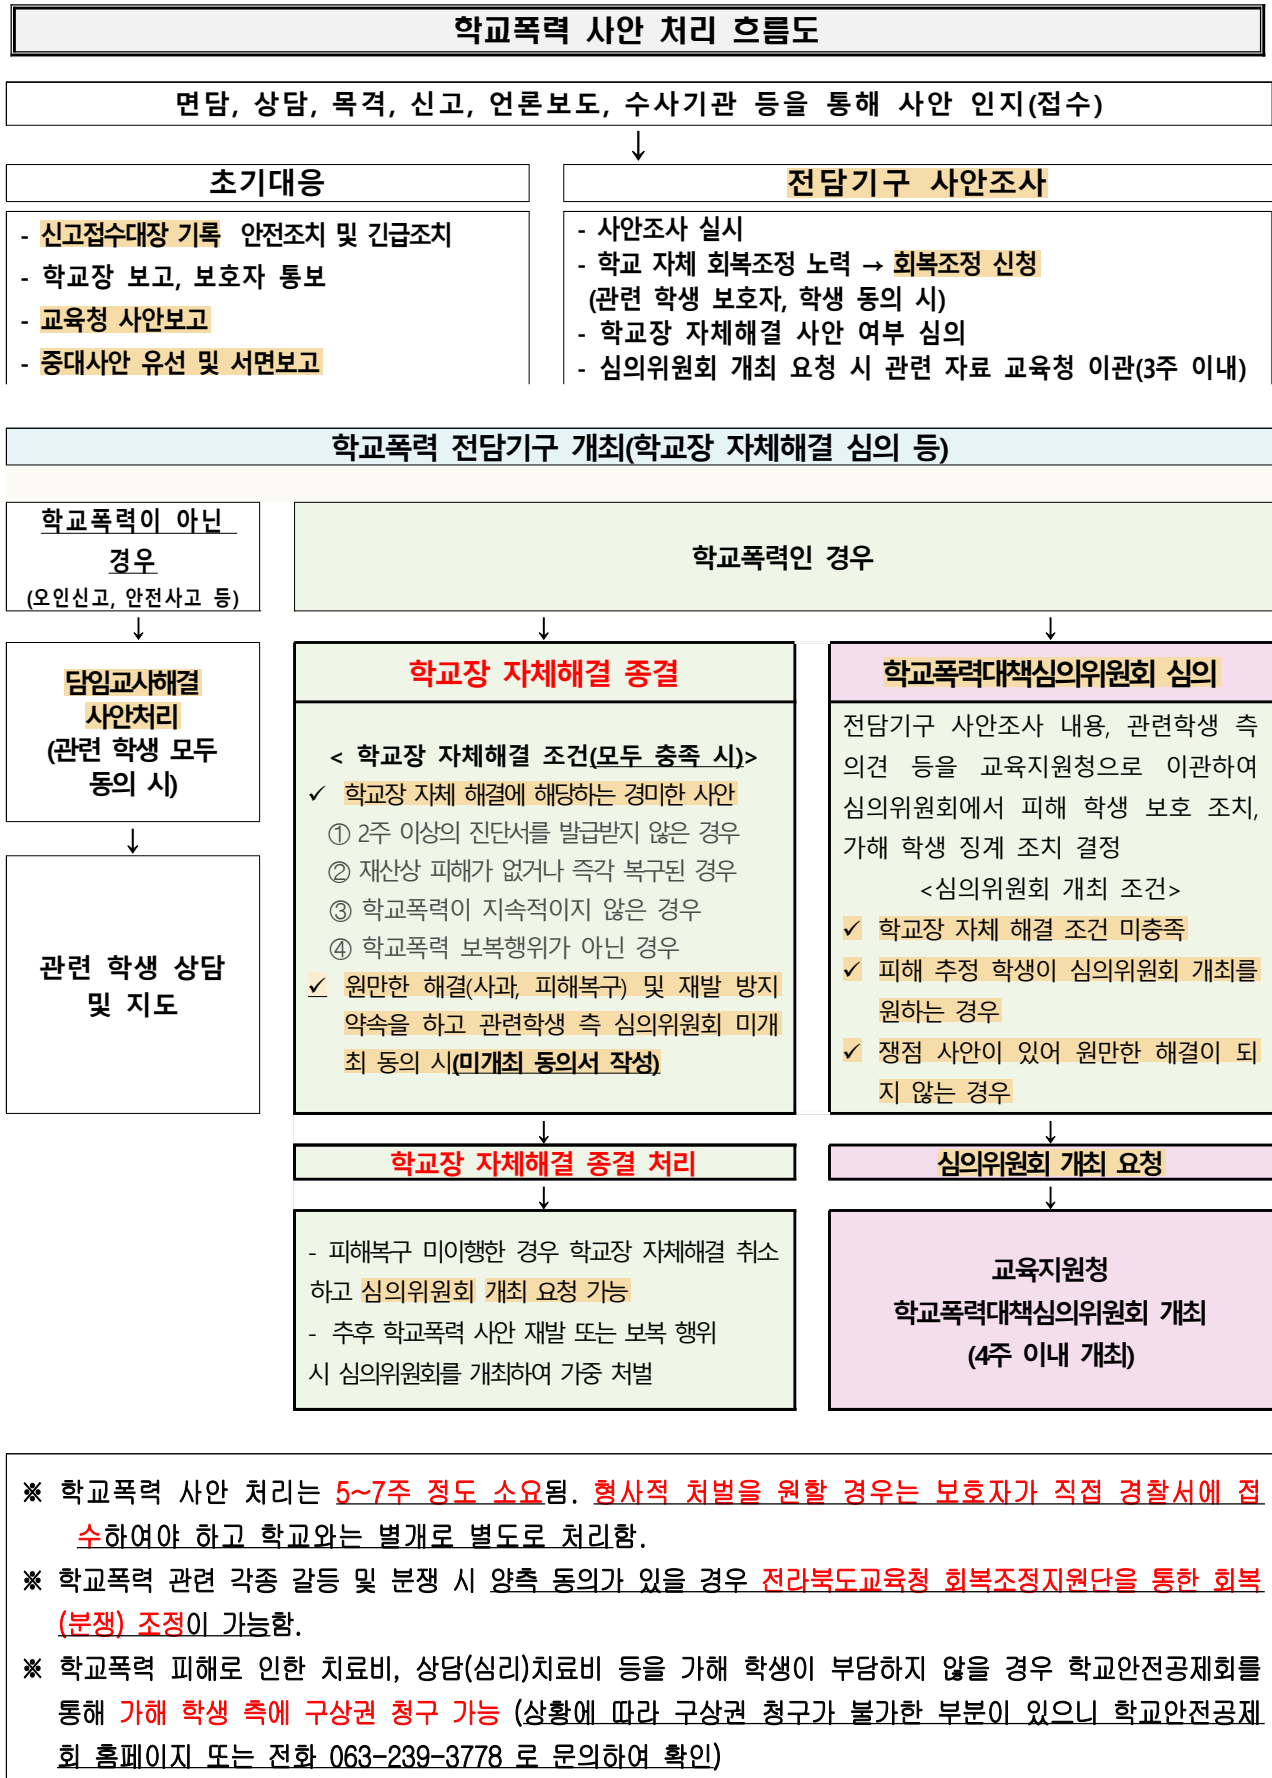 학교폭력 사안 처리 흐름도
면담, 상담, 목격, 신고, 언론보도, 수사기관 등을 통해 사안 인지(접수)
↓
초기대응
- 신고접수대장 기록 안전조치 및 긴급조치
- 학교장 보고, 보호자 통보
- 교육청 사안보고
- 중대사안 유선 및 서면보고
전담기구 사안조사
- 사안조사 실시
- 학교 자체 회복조정 노력 → 회복조정 신청
(관련 학생 보호자, 학생 동의 시)
- 학교장 자체해결 사안 여부 심의
- 심의위원회 개최 요청 시 관련 자료 교육청 이관(3주 이내)
학교폭력 전담기구 개최(학교장 자체해결 심의 등)
학교폭력이 아닌
경우
(오인신고, 안전사고 등)
↓
담임교사해결
사안처리
(관련 학생 모두
동의 시)
↓
관련 학생 상담
및 지도
학교폭력인 경우
↓
학교장 자체해결 종결
< 학교장 자체해결 조건(모두 충족 시)>
✓ 학교장 자체 해결에 해당하는 경미한 사안
① 2주 이상의 진단서를 발급받지 않은 경우
② 재산상 피해가 없거나 즉각 복구된 경우
③ 학교폭력이 지속적이지 않은 경우
④ 학교폭력 보복행위가 아닌 경우
✓ 원만한 해결(사과, 피해복구) 및 재발 방지
약속을 하고 관련학생 측 심의위원회 미개
최 동의 시(미개최 동의서 작성)
↓
학교장 자체해결 종결 처리
↓
- 피해복구 미이행한 경우 학교장 자체해결 취소
하고 심의위원회 개최 요청 가능
- 추후 학교폭력 사안 재발 또는 보복 행위
시 심의위원회를 개최하여 가중 처벌
↓
학교폭력대책심의위원회 심의
전담기구 사안조사 내용, 관련학생 측
의견 등을 교육지원청으로 이관하여
심의위원회에서 피해 학생 보호 조치,
가해 학생 징계 조치 결정
<심의위원회 개최 조건>
✓ 학교장 자체 해결 조건 미충족
✓ 피해 추정 학생이 심의위원회 개최를
원하는 경우
✓ 쟁점 사안이 있어 원만한 해결이 되
지 않는 경우
↓
심의위원회 개최 요청
↓
교육지원청
학교폭력대책심의위원회 개최
(4주 이내 개최)
※ 학교폭력 사안 처리는 5~7주 정도 소요됨. 형사적 처벌을 원할 경우는 보호자가 직접 경찰서에 접
수하여야 하고 학교와는 별개로 별도로 처리함.
※ 학교폭력 관련 각종 갈등 및 분쟁 시 양측 동의가 있을 경우 전라북도교육청 회복조정지원단을 통한 회복
(분쟁) 조정이 가능함.
※ 학교폭력 피해로 인한 치료비, 상담(심리)치료비 등을 가해 학생이 부담하지 않을 경우 학교안전공제회를
통해 가해 학생 측에 구상권 청구 가능 (상황에 따라 구상권 청구가 불가한 부분이 있으니 학교안전공제
회 홈페이지 또는 전화 063-239-3778 로 문의하여 확인)